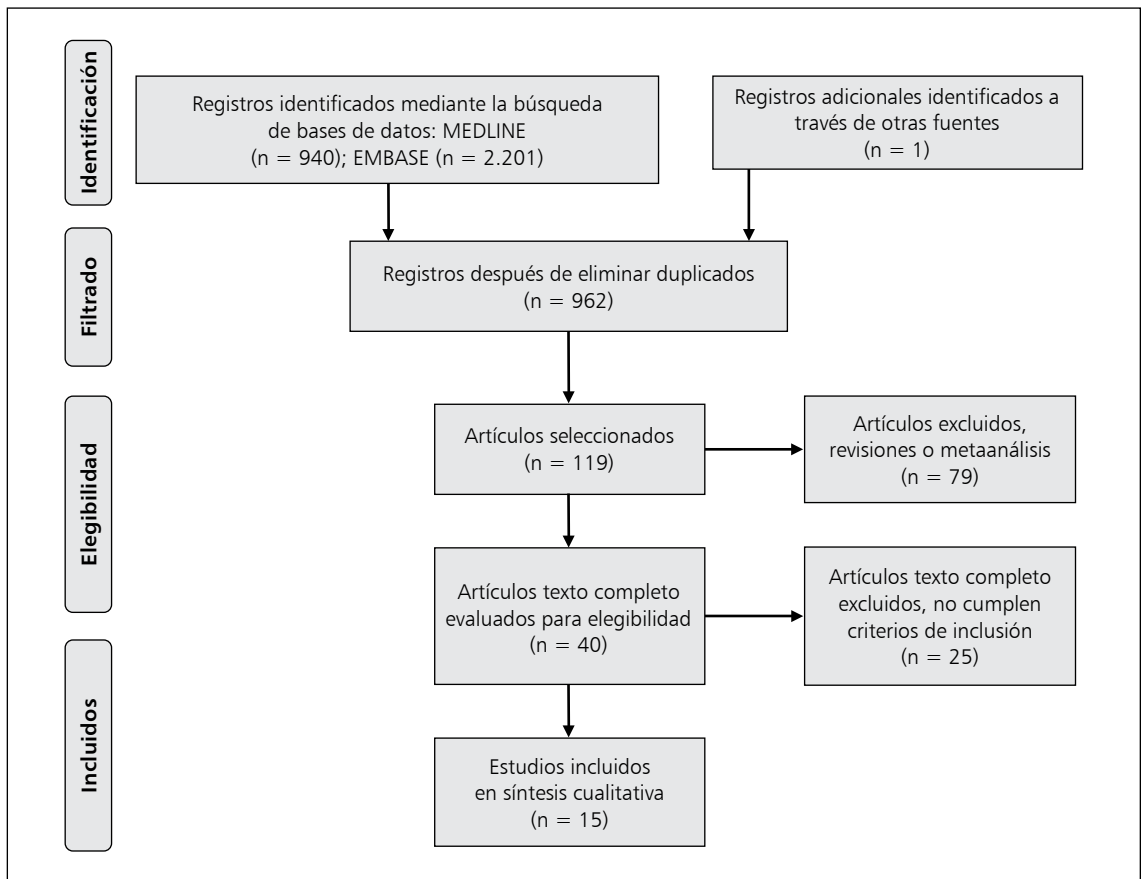 Identificación
Registros identificados mediante la búsqueda
de bases de datos: MEDLINE
(n = 940); EMBASE (n = 2.201)
Registros adicionales identificados a
través de otras fuentes
(n = 1)
Filtrado
Registros después de eliminar duplicados
(n = 962)
Elegibilidad
Artículos seleccionados
(n = 119)
Artículos excluidos,
revisiones o metaanálisis
(n = 79)
Artículos texto completo
evaluados para elegibilidad
(n = 40)
Artículos texto completo
excluidos, no cumplen
criterios de inclusión
(n = 25)
Incluidos
Estudios incluidos
en síntesis cualitativa
(n = 15)